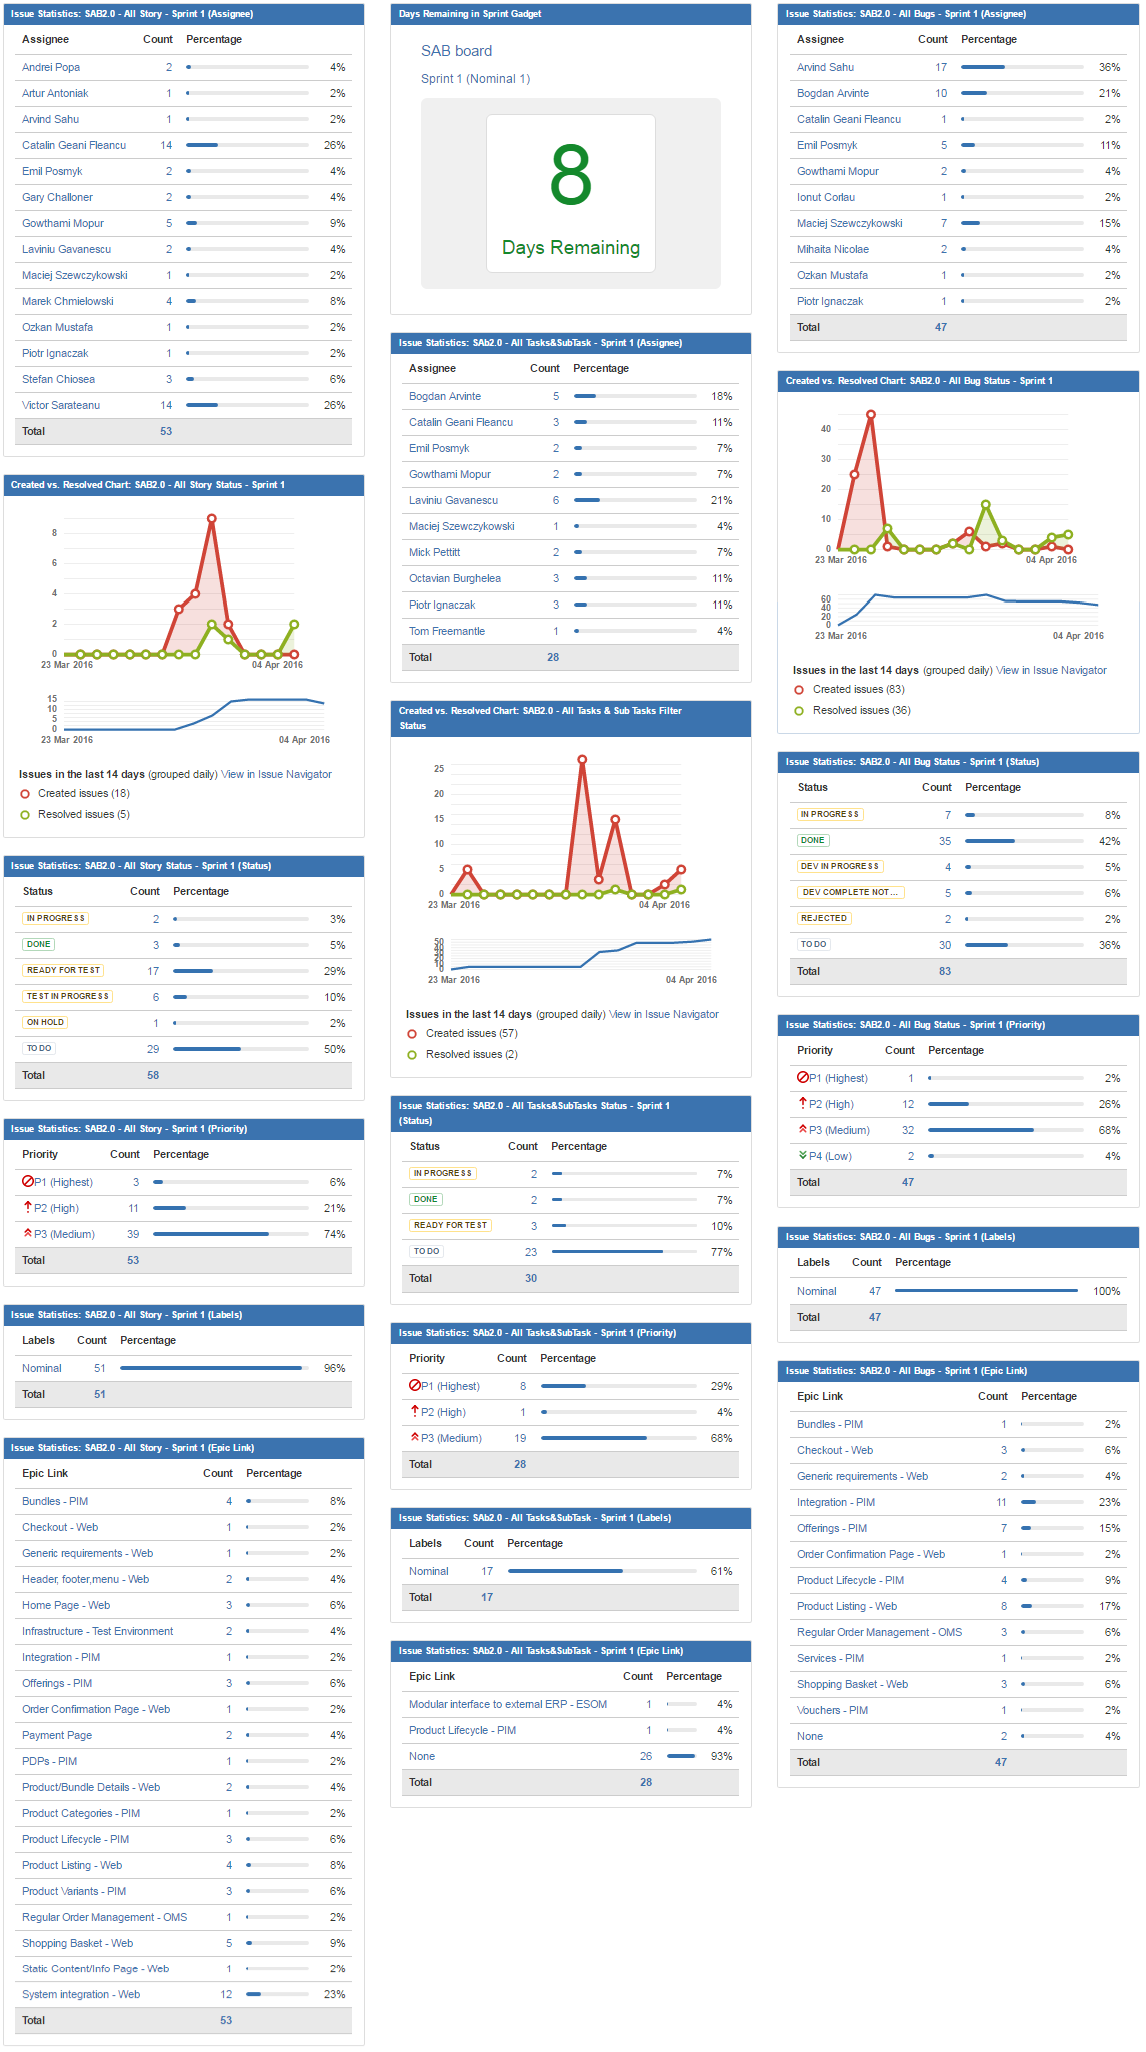 Issue Statistics: SAB2.0 - All Story - Sprint 1 (Assignee)
Assignee Count Percentage
Andrei Popa 2 4%
Artur Antoniak 1 2%
Arvind Sahu 1 2%
Catalin Geani Fleancu 14 26%
Emil Posmyk 2 4%
Gary Challoner 2 4%
Gowthami Mopur 5 9%
Laviniu Gavanescu 2 4%
Maciej Szewczykowski 1 2%
Marek Chmielowski 4 8%
Ozkan Mustafa 1 2%
Piotr Ignaczak 1 2%
Stefan Chiosea 3 6%
Victor Sarateanu 14 26%
Total 53
Created vs. Resolved Chart: SAB2.0 - All Story Status - Sprint 1
8
6
4
2
0
23 Mar 2016 04 Apr 2016
15
10
5
0
23 Mar 2016 04 Apr 2016
Issues in the last 14 days (grouped daily) View in Issue Navigator
Created issues (18)
Resolved issues (5)
Issue Statistics: SAB2.0 - All Story Status - Sprint 1 (Status)
Status Count Percentage
IN PROGRESS 2 3%
DONE 3 5%
READY FOR TEST 17 29%
TEST IN PROGRESS 6 10%
ON HOLD 1 2%
TO DO 29 50%
Total 58
Issue Statistics: SAB2.0 - All Story - Sprint 1 (Priority)
Priority Count Percentage
P1 (Highest) 3 6%
P2 (High) 11 21%
P3 (Medium) 39 74%
Total 53
Issue Statistics: SAB2.0 - All Story - Sprint 1 (Labels)
Labels Count Percentage
Nominal 51 96%
Total 51
Issue Statistics: SAB2.0 - All Story - Sprint 1 (Epic Link)
Epic Link Count Percentage
Bundles - PIM 4 8%
Checkout - Web 1 2%
Generic requirements - Web 1 2%
Header, footer,menu - Web 2 4%
Home Page - Web 3 6%
Infrastructure - Test Environment 2 4%
Integration - PIM 1 2%
Offerings - PIM 3 6%
Order Confirmation Page - Web 1 2%
Payment Page 2 4%
PDPs - PIM 1 2%
Product/Bundle Details - Web 2 4%
Product Categories - PIM 1 2%
Product Lifecycle - PIM 3 6%
Product Listing - Web 4 8%
Product Variants - PIM 3 6%
Regular Order Management - OMS 1 2%
Shopping Basket - Web 5 9%
Static Content/Info Page - Web 1 2%
System integration - Web 12 23%
Total 53
Days Remaining in Sprint Gadget
SAB board
Sprint 1 (Nominal 1)
8
Days Remaining
Issue Statistics: SAb2.0 - All Tasks&SubTask - Sprint 1 (Assignee)
Assignee Count Percentage
Bogdan Arvinte 5 18%
Catalin Geani Fleancu 3 11%
Emil Posmyk 2 7%
Gowthami Mopur 2 7%
Laviniu Gavanescu 6 21%
Maciej Szewczykowski 1 4%
Mick Pettitt 2 7%
Octavian Burghelea 3 11%
Piotr Ignaczak 3 11%
Tom Freemantle 1 4%
Total 28
Created vs. Resolved Chart: SAB2.0 - All Tasks & Sub Tasks Filter
Status
25
20
15
10
5
0
23 Mar 2016 04 Apr 2016
50
40
30
20
10
0
23 Mar 2016 04 Apr 2016
Issues in the last 14 days (grouped daily) View in Issue Navigator
Created issues (57)
Resolved issues (2)
Issue Statistics: SAB2.0 - All Tasks&SubTasks Status - Sprint 1
(Status)
Status Count Percentage
IN PROGRESS 2 7%
DONE 2 7%
READY FOR TEST 3 10%
TO DO 23 77%
Total 30
Issue Statistics: SAb2.0 - All Tasks&SubTask - Sprint 1 (Priority)
Priority Count Percentage
P1 (Highest) 8 29%
P2 (High) 1 4%
P3 (Medium) 19 68%
Total 28
Issue Statistics: SAb2.0 - All Tasks&SubTask - Sprint 1 (Labels)
Labels Count Percentage
Nominal 17 61%
Total 17
Issue Statistics: SAb2.0 - All Tasks&SubTask - Sprint 1 (Epic Link)
Epic Link Count Percentage
Modular interface to external ERP - ESOM 1 4%
Product Lifecycle - PIM 1 4%
None 26 93%
Total 28
Issue Statistics: SAB2.0 - All Bugs - Sprint 1 (Assignee)
Assignee Count Percentage
Arvind Sahu 17 36%
Bogdan Arvinte 10 21%
Catalin Geani Fleancu 1 2%
Emil Posmyk 5 11%
Gowthami Mopur 2 4%
Ionut Corlau 1 2%
Maciej Szewczykowski 7 15%
Mihaita Nicolae 2 4%
Ozkan Mustafa 1 2%
Piotr Ignaczak 1 2%
Total 47
Created vs. Resolved Chart: SAB2.0 - All Bug Status - Sprint 1
40
30
20
10
0
23 Mar 2016 04 Apr 2016
60
40
20
0
23 Mar 2016 04 Apr 2016
Issues in the last 14 days (grouped daily) View in Issue Navigator
Created issues (83)
Resolved issues (36)
Issue Statistics: SAB2.0 - All Bug Status - Sprint 1 (Status)
Status Count Percentage
IN PROGRESS 7 8%
DONE 35 42%
DEV IN PROGRESS 4 5%
DEV COMPLETE NOT... 5 6%
REJECTED 2 2%
TO DO 30 36%
Total 83
Issue Statistics: SAB2.0 - All Bug Status - Sprint 1 (Priority)
Priority Count Percentage
P1 (Highest) 1 2%
P2 (High) 12 26%
P3 (Medium) 32 68%
P4 (Low) 2 4%
Total 47
Issue Statistics: SAB2.0 - All Bugs - Sprint 1 (Labels)
Labels Count Percentage
Nominal 47 100%
Total 47
Issue Statistics: SAB2.0 - All Bugs - Sprint 1 (Epic Link)
Epic Link Count Percentage
Bundles - PIM 1 2%
Checkout - Web 3 6%
Generic requirements - Web 2 4%
Integration - PIM 11 23%
Offerings - PIM 7 15%
Order Confirmation Page - Web 1 2%
Product Lifecycle - PIM 4 9%
Product Listing - Web 8 17%
Regular Order Management - OMS 3 6%
Services - PIM 1 2%
Shopping Basket - Web 3 6%
Vouchers - PIM 1 2%
None 2 4%
Total 47